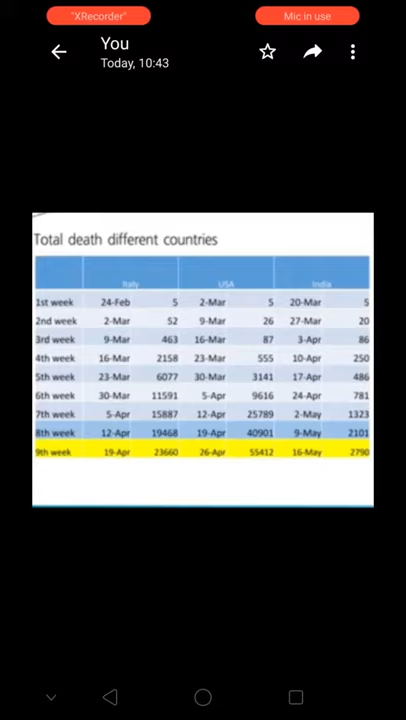 "XRecorder" Mic in use
You
Today, 10:43
Total death different countries
Italy USA India
1st week 24-Feb 5 2-Mar 5 20-Mar 5
2nd week 2-Mar 52 9-Mar 26 27-Mar 20
3rd week 9-Mar 463 16-Mar 87 3-Apr 86
4th week 16-Mar 2158 23-Mar 555 10-Apr 250
5th week 23-Mar 6077 30-Mar 3141 17-Apr 486
6th week 30-Mar 11591 5-Apr 9616 24-Apr 781
7th week 5-Apr 15887 12-Apr 25789 2-May 1323
8th week 12-Apr 19468 19-Apr 40901 9-May 2101
9th week 19-Apr 23660 26-Apr 55412 16-May 2790